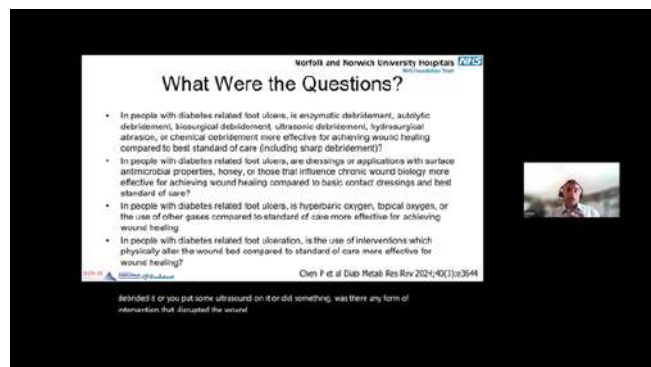 Norfolk and Norwich University Hospitals NHS
NHS Foundation Trust
What Were the Questions?
• In people with diabetes related foot ulcers, is enzymatic debridement, autolytic
debridement, biosurgical debridement, ultrasonic debridement, hydrosurgical
abrasion, or chemical debridement more effective for achieving wound healing
compared to best standard of care (including sharp debridement)?
• In people with diabetes related foot ulcers, are dressings or applications with surface
antimicrobial properties, honey, or those that influence chronic wound biology more
effective for achieving wound healing compared to basic contact dressings and best
standard of care?
• In people with diabetes related foot ulcers, is hyperbaric oxygen, topical oxygen, or
the use of other gases compared to standard of care more effective for achieving
wound healing
• In people with diabetes related foot ulceration, is the use of interventions which
physically alter the wound bed compared to standard of care more effective for
wound healing?
Chen P et al Diab Metab Res Rev 2024;40(3):e3644
debrided it or you put some ultrasound on it or did something, was there any form of
intervention that disrupted the wound